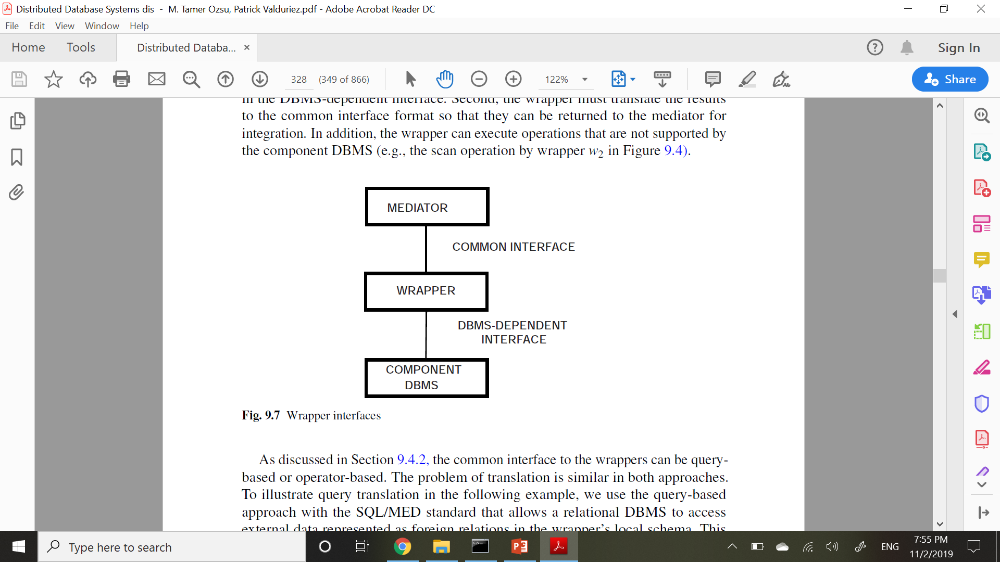 Distributed Database Systems dis - M. Tamer Ozsu, Patrick Valduriez.pdf - Adobe Acrobat Reader DC
File Edit View Window Help
Home Tools Distributed Databa... × Sign In
328 (349 of 866) 122% Share
in the DBMS-dependent interface. Second, the wrapper must translate the results
to the common interface format so that they can be returned to the mediator for
integration. In addition, the wrapper can execute operations that are not supported by
the component DBMS (e.g., the scan operation by wrapper w2 in Figure 9.4).
MEDIATOR
COMMON INTERFACE
WRAPPER
DBMS-DEPENDENT
INTERFACE
COMPONENT
DBMS
Fig. 9.7 Wrapper interfaces
As discussed in Section 9.4.2, the common interface to the wrappers can be query-
based or operator-based. The problem of translation is similar in both approaches.
To illustrate query translation in the following example, we use the query-based
approach with the SQL/MED standard that allows a relational DBMS to access
external data represented as foreign relations in the wrapper's local schema. This
Type here to search
ENG
7:55 PM
11/2/2019